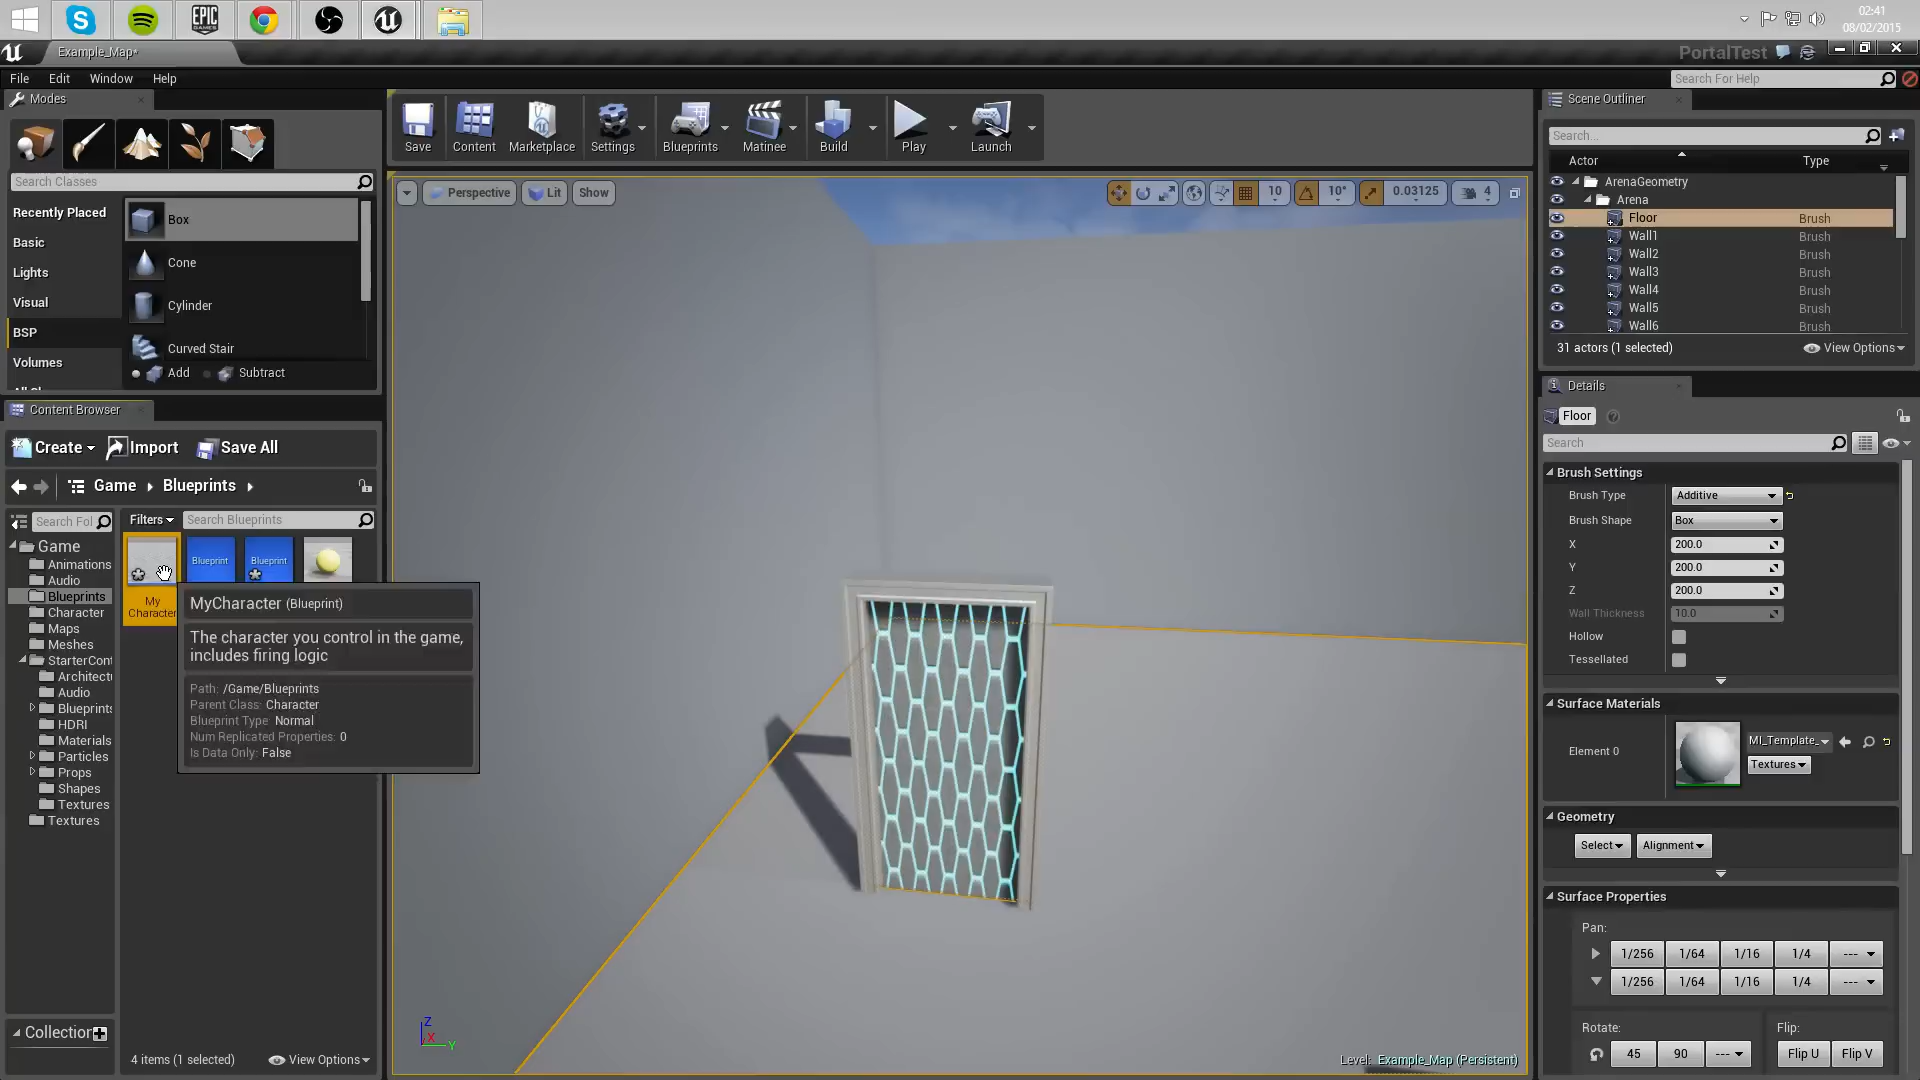 EPIC
GAMES
02:41
08/02/2015
Example_Map*
PortalTest
File Edit Window Help
Search For Help
Modes
Save
Content
Marketplace
Settings
Blueprints
Matinee
Build
Play
Launch
Scene Outliner
Search...
Search Classes
Actor Type
Recently Placed
Basic
Lights
Visual
BSP
Volumes
Box
Cone
Cylinder
Curved Stair
Add Subtract
Perspective Lit Show
10 10° 0.03125 4
ArenaGeometry
Arena
Floor Brush
Wall1 Brush
Wall2 Brush
Wall3 Brush
Wall4 Brush
Wall5 Brush
Wall6 Brush
31 actors (1 selected) View Options
Content Browser
Create Import Save All
Game Blueprints
Search Fol
Filters Search Blueprints
Game
Animations
Audio
Blueprints
Character
Maps
Meshes
StarterCont
Architectu
Audio
Blueprints
HDRI
Materials
Particles
Props
Shapes
Textures
Textures
Blueprint
Blueprint
My
Character
MyCharacter (Blueprint)
The character you control in the game,
includes firing logic
Path: /Game/Blueprints
Parent Class: Character
Blueprint Type: Normal
Num Replicated Properties: 0
Is Data Only: False
Collection
4 items (1 selected) View Options
Z
X
Y
Level: Example_Map (Persistent)
Details
Floor
Search
Brush Settings
Brush Type Additive
Brush Shape Box
X 200.0
Y 200.0
Z 200.0
Wall Thickness 10.0
Hollow
Tessellated
Surface Materials
Element 0
MI_Template_
Textures
Geometry
Select Alignment
Surface Properties
Pan:
1/256 1/64 1/16 1/4 ---
1/256 1/64 1/16 1/4 ---
Rotate: Flip:
45 90 --- Flip U Flip V